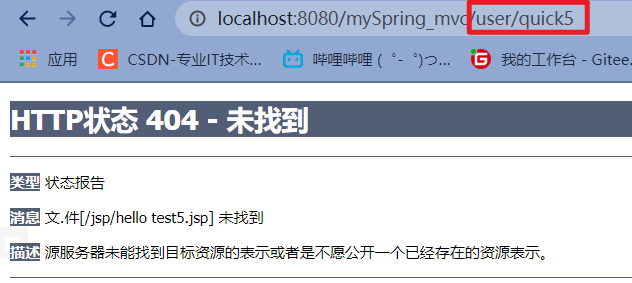 localhost:8080/mySpring_mvc/user/quick5
应用 CSDN-专业IT技术... 哔哩哔哩 ( ゜- ゜)つ... 我的工作台 - Gitee.
HTTP状态 404 - 未找到
类型 状态报告
消息 文.件[/jsp/hello test5.jsp] 未找到
描述 源服务器未能找到目标资源的表示或者是不愿公开一个已经存在的资源表示。